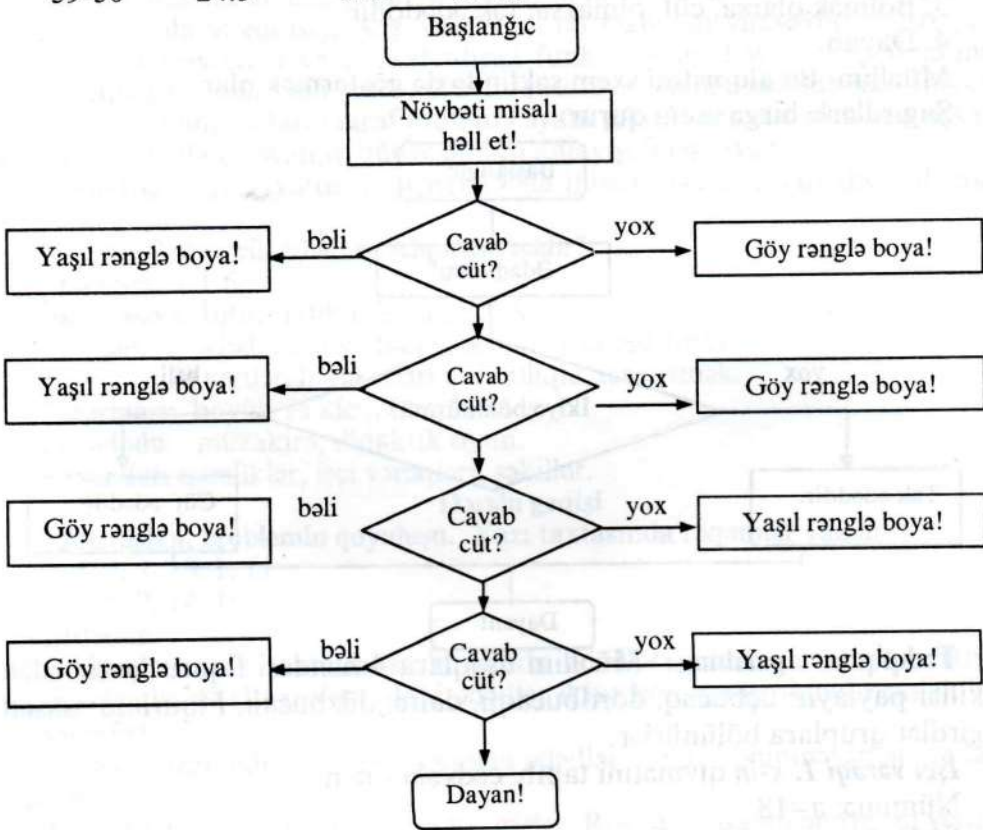 Başlanğıc
Növbəti misalı
həll et!
bəli
yox
Yaşıl rənglə boya!
Cavab
cüt?
Göy rənglə boya!
bəli
yox
Yaşıl rənglə boya!
Cavab
cüt?
Göy rənglə boya!
bəli
yox
Göy rənglə boya!
Cavab
cüt?
Yaşıl rənglə boya!
bəli
yox
Göy rənglə boya!
Cavab
cüt?
Yaşıl rənglə boya!
Dayan!